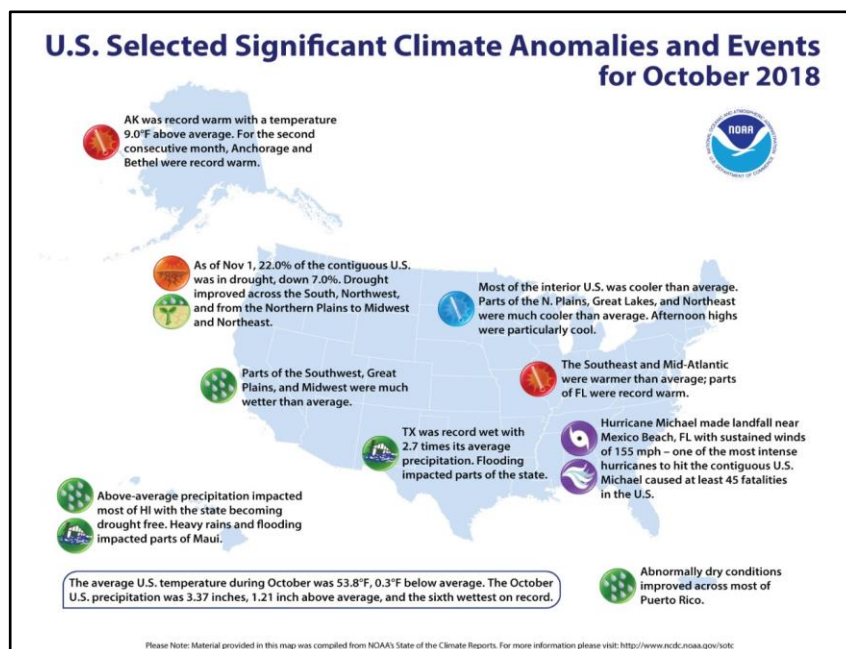 U.S. Selected Significant Climate Anomalies and Events
for October 2018
AK was record warm with a temperature
9.0°F above average. For the second
consecutive month, Anchorage and
Bethel were record warm.
NATIONAL OCEANIC AND ATMOSPHERIC ADMINISTRATION
NOAA
U.S. DEPARTMENT OF COMMERCE
As of Nov 1, 22.0% of the contiguous U.S.
was in drought, down 7.0%. Drought
improved across the South, Northwest,
and from the Northern Plains to Midwest
and Northeast.
Most of the interior U.S. was cooler than average.
Parts of the N. Plains, Great Lakes, and Northeast
were much cooler than average. Afternoon highs
were particularly cool.
Parts of the Southwest, Great
Plains, and Midwest were much
wetter than average.
The Southeast and Mid-Atlantic
were warmer than average; parts
of FL were record warm.
TX was record wet with
2.7 times its average
precipitation. Flooding
impacted parts of the state.
Hurricane Michael made landfall near
Mexico Beach, FL with sustained winds
of 155 mph – one of the most intense
hurricanes to hit the contiguous U.S.
Michael caused at least 45 fatalities
in the U.S.
Above-average precipitation impacted
most of HI with the state becoming
drought free. Heavy rains and flooding
impacted parts of Maui.
The average U.S. temperature during October was 53.8°F, 0.3°F below average. The October
U.S. precipitation was 3.37 inches, 1.21 inch above average, and the sixth wettest on record.
Abnormally dry conditions
improved across most of
Puerto Rico.
Please Note: Material provided in this map was compiled from NOAA's State of the Climate Reports. For more information please visit: http://www.ncdc.noaa.gov/sotc